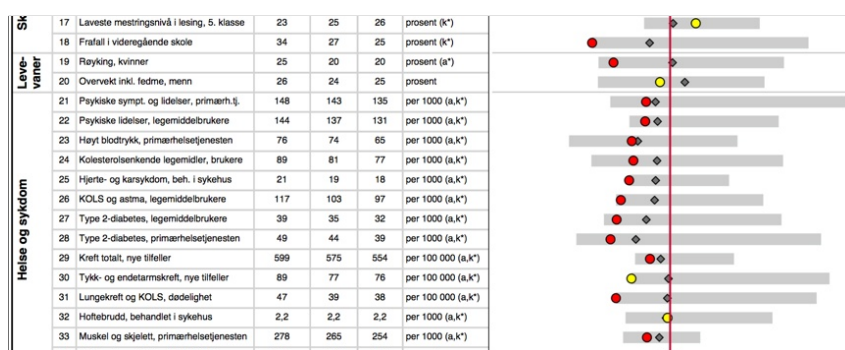 Sk
17 Laveste mestringsnivå i lesing, 5. klasse 23 25 26 prosent (k*)
18 Frafall i videregående skole 34 27 25 prosent (k*)
Leve-
vaner
19 Røyking, kvinner 25 20 20 prosent (a*)
20 Overvekt inkl. fedme, menn 26 24 25 prosent
Helse og sykdom
21 Psykiske sympt. og lidelser, primærh.tj. 148 143 135 per 1000 (a,k*)
22 Psykiske lidelser, legemiddelbrukere 144 137 131 per 1000 (a,k*)
23 Høyt blodtrykk, primærhelsetjenesten 76 74 65 per 1000 (a,k*)
24 Kolesterolsenkende legemidler, brukere 89 81 77 per 1000 (a,k*)
25 Hjerte- og karsykdom, beh. i sykehus 21 19 18 per 1000 (a,k*)
26 KOLS og astma, legemiddelbrukere 117 103 97 per 1000 (a,k*)
27 Type 2-diabetes, legemiddelbrukere 39 35 32 per 1000 (a,k*)
28 Type 2-diabetes, primærhelsetjenesten 49 44 39 per 1000 (a,k*)
29 Kreft totalt, nye tilfeller 599 575 554 per 100 000 (a,k*)
30 Tykk- og endetarmskreft, nye tilfeller 89 77 76 per 100 000 (a,k*)
31 Lungekreft og KOLS, dødelighet 47 39 38 per 100 000 (a,k*)
32 Hoftebrudd, behandlet i sykehus 2,2 2,2 2,2 per 1000 (a,k*)
33 Muskel og skjelett, primærhelsetjenesten 278 265 254 per 1000 (a,k*)